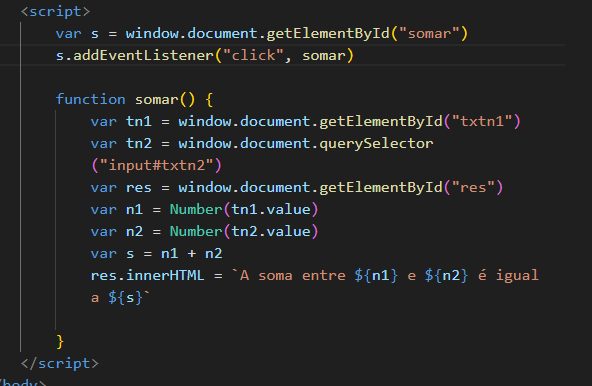 <script>
var s = window.document.getElementById("somar")
s.addEventListener("click", somar)
function somar() {
var tn1 = window.document.getElementById("txtn1")
var tn2 = window.document.querySelector
("input#txtn2")
var res = window.document.getElementById("res")
var n1 = Number(tn1.value)
var n2 = Number(tn2.value)
var s = n1 + n2
res.innerHTML = `A soma entre ${n1} e ${n2} é igual
a ${s}`
}
</script>
/body>